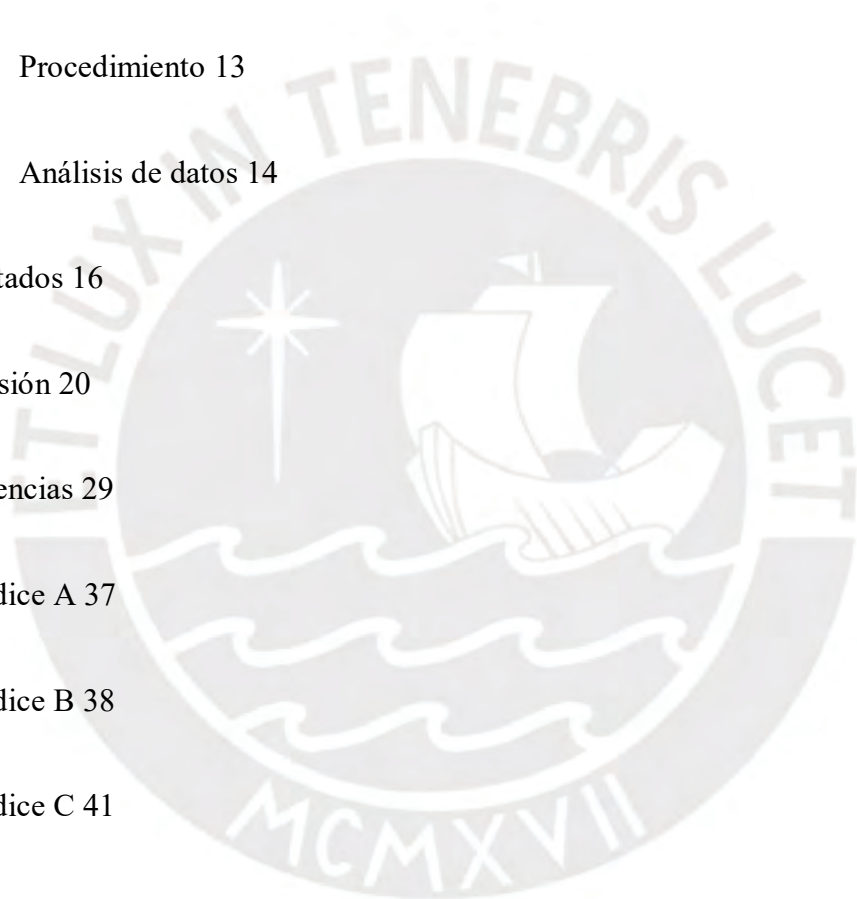 Procedimiento 13
Análisis de datos 14
tados 16
sión 20
encias 29
dice A 37
dice B 38
dice C 41
ET LUX IN TENEBRIS LUCET
MCMXVII